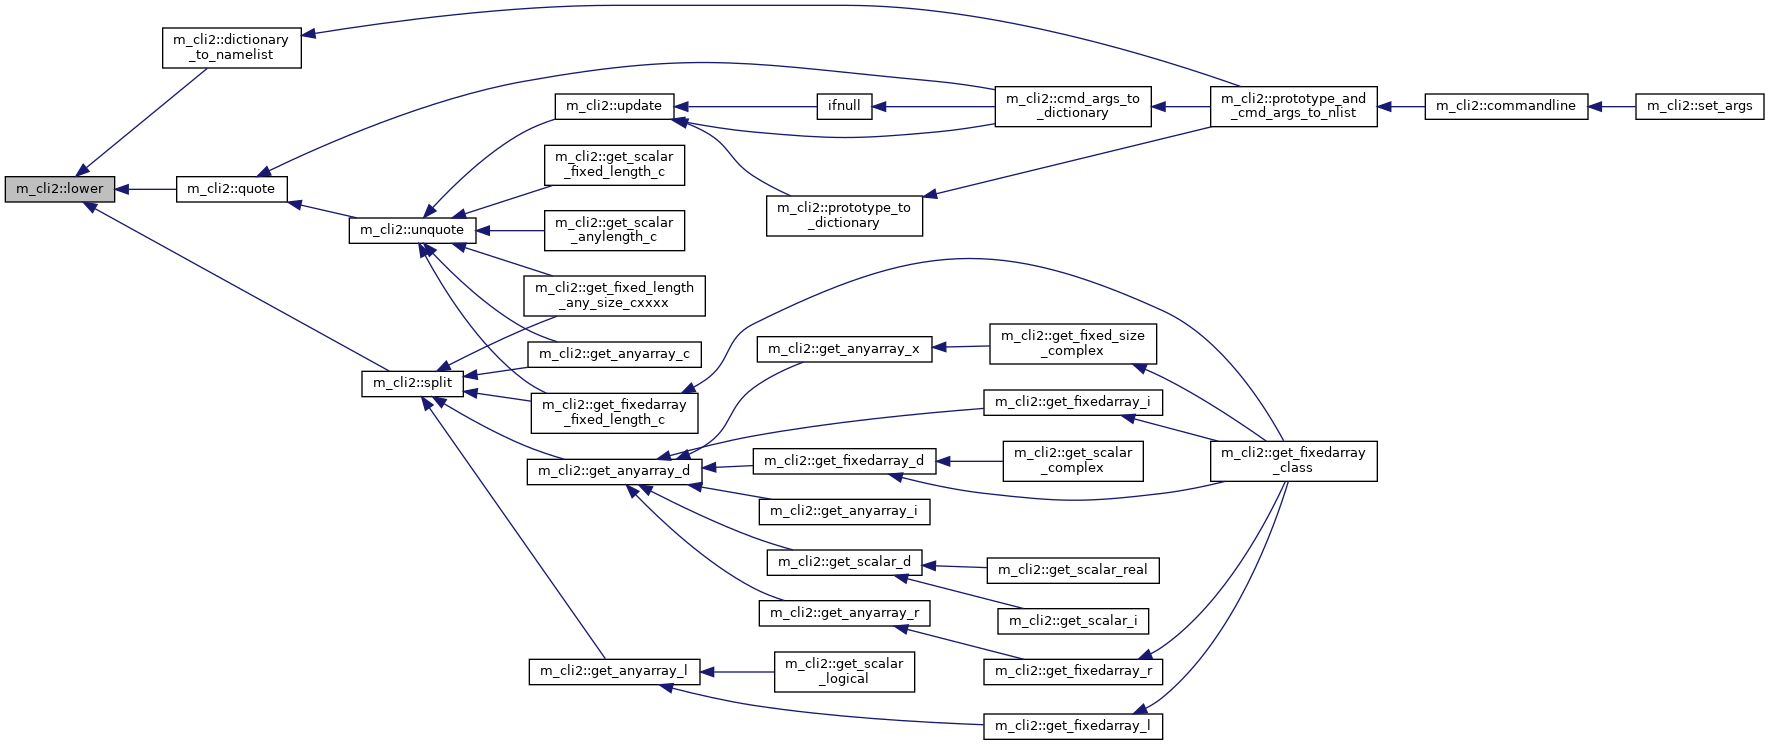 m_cli2::lower
m_cli2::dictionary
_to_namelist
m_cli2::quote
m_cli2::unquote
m_cli2::split
m_cli2::update
m_cli2::get_scalar
_fixed_length_c
m_cli2::get_scalar
_anylength_c
m_cli2::get_fixed_length
_any_size_cxxxx
m_cli2::get_anyarray_c
m_cli2::get_fixedarray
_fixed_length_c
m_cli2::get_anyarray_d
m_cli2::get_anyarray_l
ifnull
m_cli2::prototype_to
_dictionary
m_cli2::get_anyarray_x
m_cli2::get_fixedarray_d
m_cli2::get_anyarray_i
m_cli2::get_scalar_d
m_cli2::get_anyarray_r
m_cli2::get_scalar
_logical
m_cli2::cmd_args_to
_dictionary
m_cli2::get_fixed_size
_complex
m_cli2::get_fixedarray_i
m_cli2::get_scalar
_complex
m_cli2::get_scalar_real
m_cli2::get_scalar_i
m_cli2::get_fixedarray_r
m_cli2::get_fixedarray_l
m_cli2::prototype_and
_cmd_args_to_nlist
m_cli2::get_fixedarray
_class
m_cli2::commandline
m_cli2::set_args